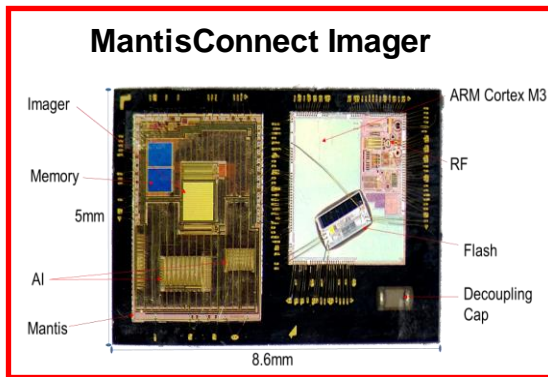 MantisConnect Imager
Imager
ARM Cortex M3
RF
Memory
5mm
Flash
AI
Decoupling
Cap
Mantis
8.6mm